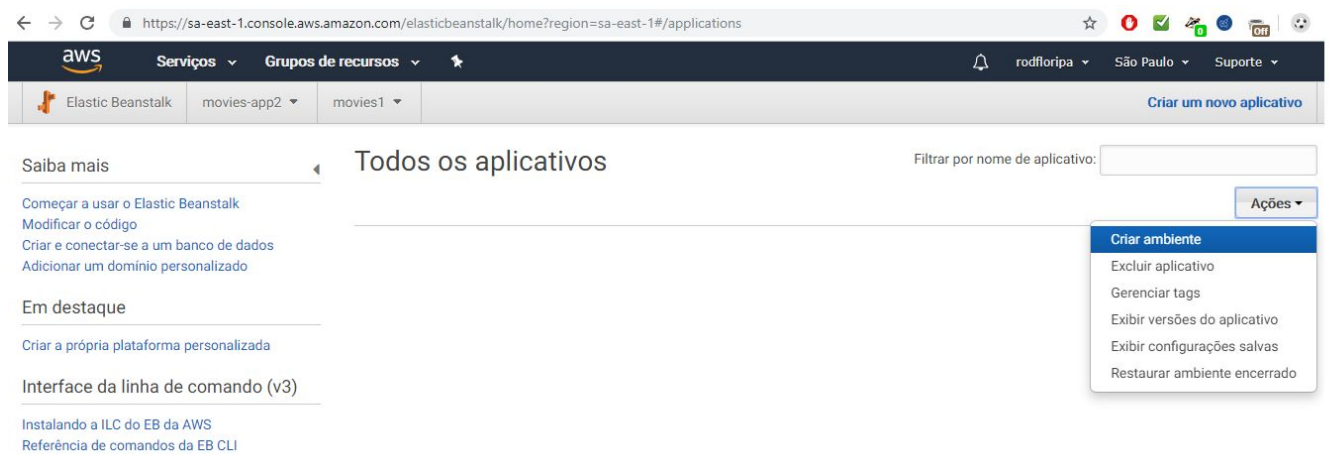 https://sa-east-1.console.aws.amazon.com/elasticbeanstalk/home?region=sa-east-1#/applications
0
Off
aws Serviços Grupos de recursos rodfloripa São Paulo Suporte
Elastic Beanstalk movies-app2 movies1 Criar um novo aplicativo
Saiba mais
Começar a usar o Elastic Beanstalk
Modificar o código
Criar e conectar-se a um banco de dados
Adicionar um domínio personalizado
Em destaque
Criar a própria plataforma personalizada
Interface da linha de comando (v3)
Instalando a ILC do EB da AWS
Referência de comandos da EB CLI
Todos os aplicativos
Filtrar por nome de aplicativo:
Ações
Criar ambiente
Excluir aplicativo
Gerenciar tags
Exibir versões do aplicativo
Exibir configurações salvas
Restaurar ambiente encerrado